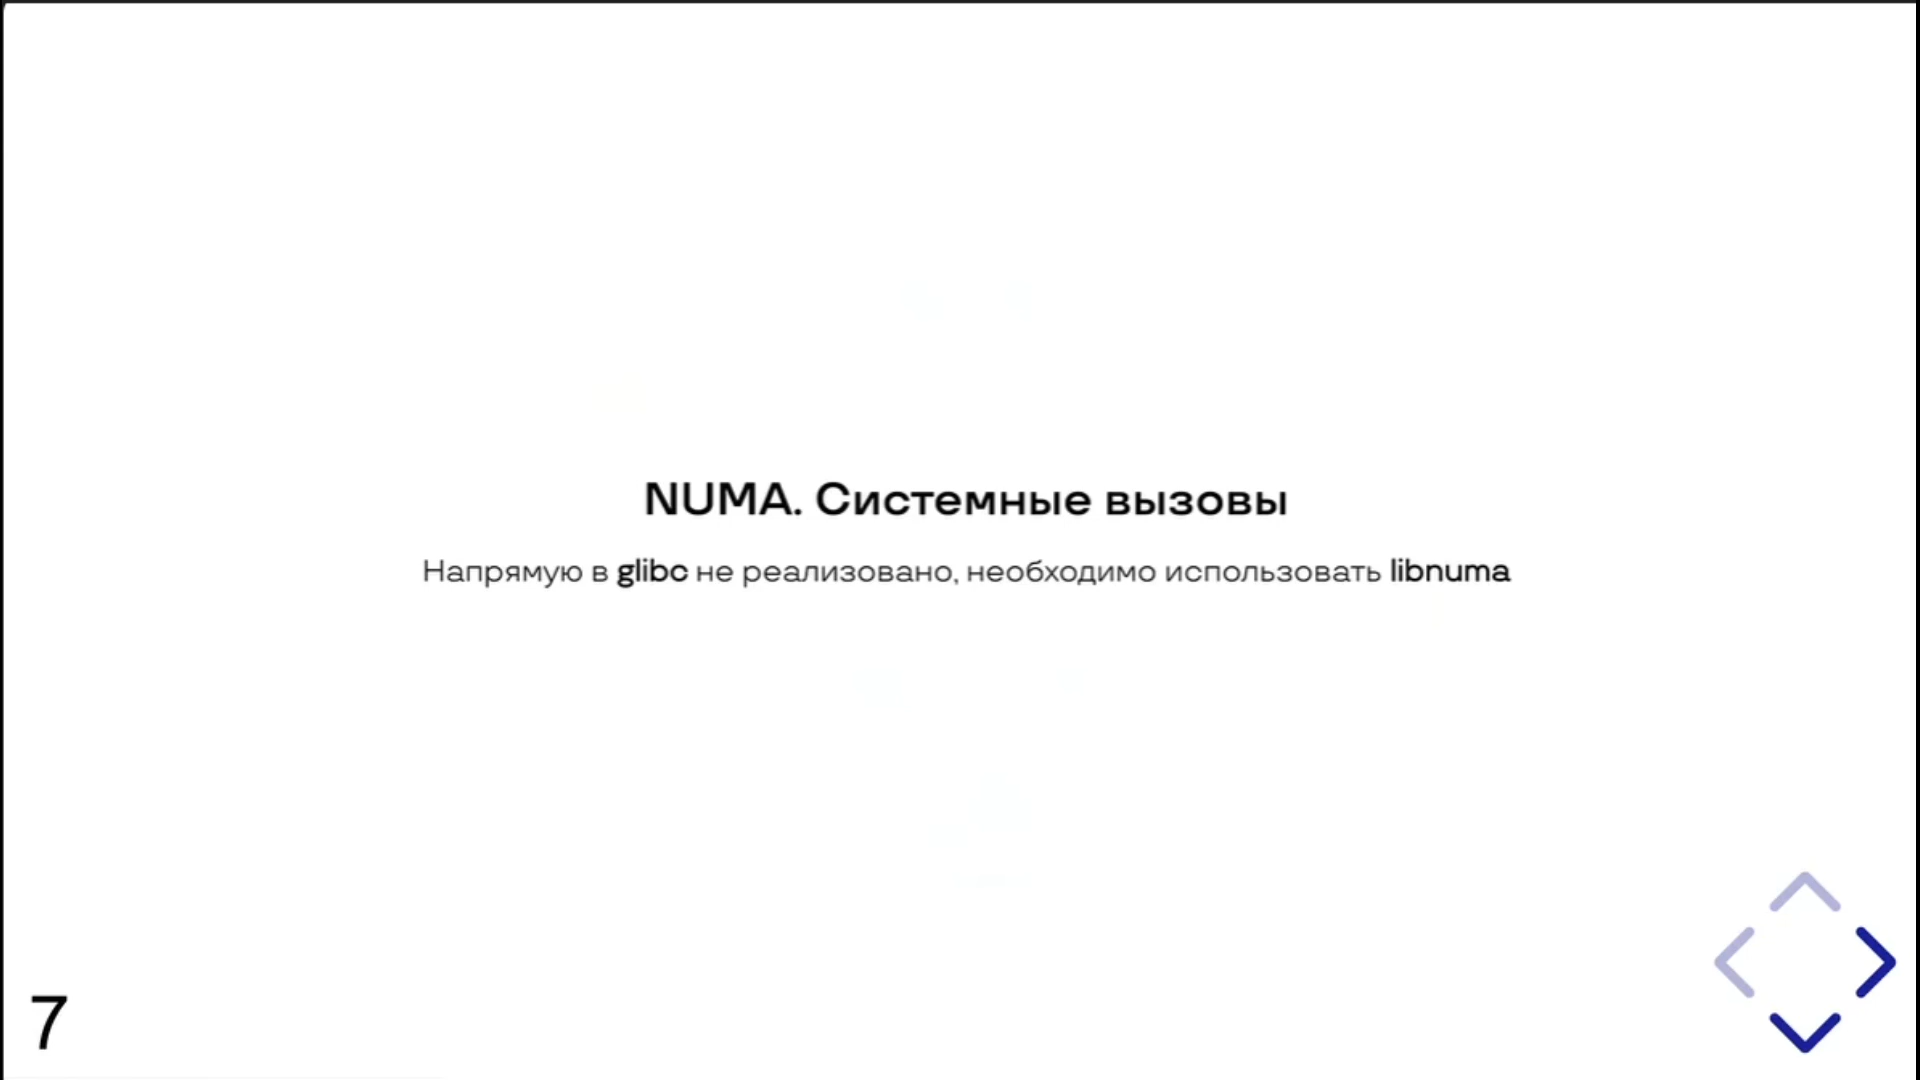 NUMA. Системные вызовы
Напрямую в glibc не реализовано, необходимо использовать libnuma
7